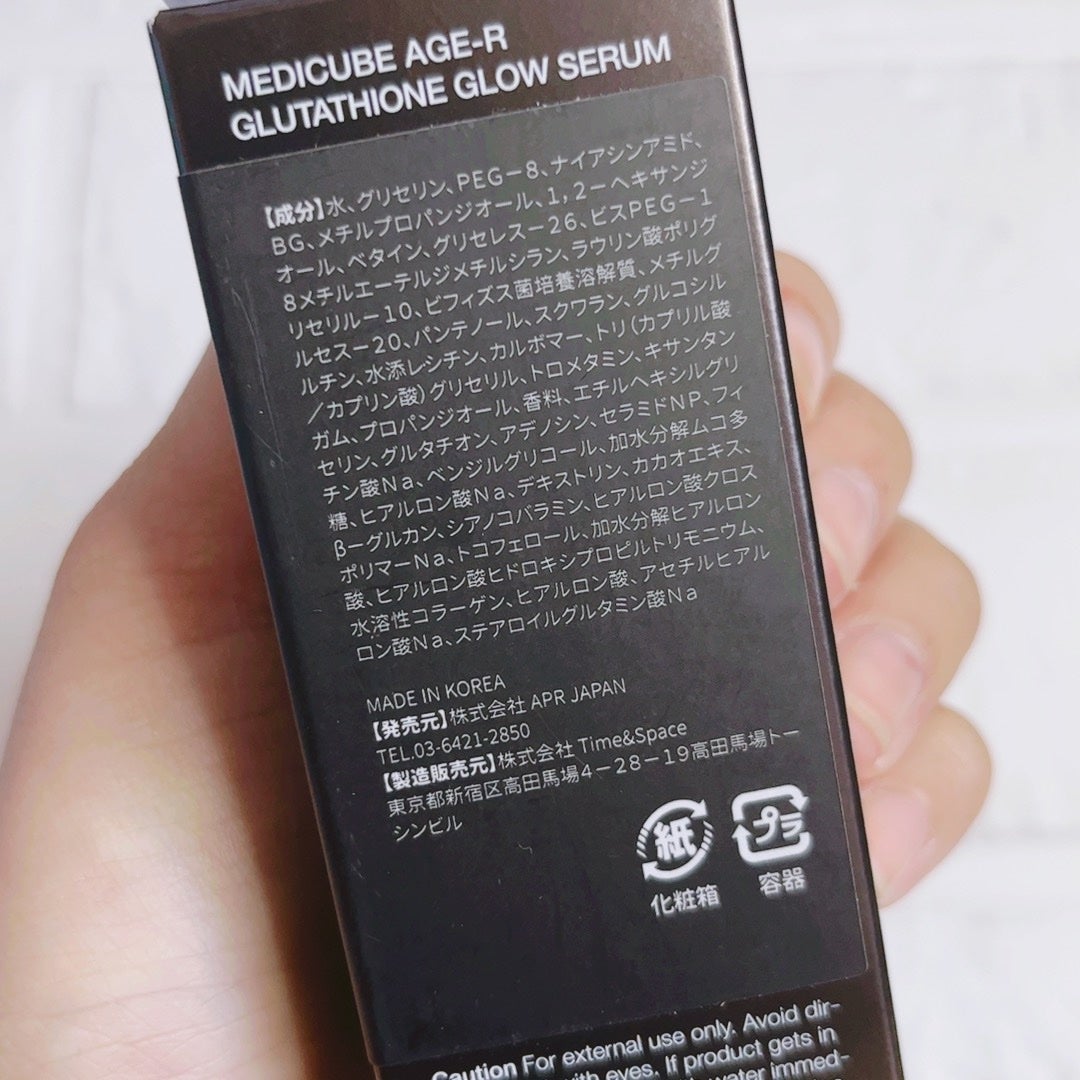 MEDICUBE AGE-R
GLUTATHIONE GLOW SERUM
【成分】水、グリセリン、PEG－8、ナイアシンアミド、
BG、メチルプロパンジオール、1，2－ヘキサンジ
オール、ベタイン、グリセレス－26、ビスPEG－1
8メチルエーテルジメチルシラン、ラウリン酸ポリグ
リセリル－10、ビフィズス菌培養溶解質、メチルグ
ルセス－20、パンテノール、スクワラン、グルコシルル
チン、水添レシチン、カルボマー、トリ（カプリル酸
／カプリン酸）グリセリル、トロメタミン、キサンタン
ガム、プロパンジオール、香料、エチルヘキシルグリ
セリン、グルタチオン、アデノシン、セラミドNP、フィ
チン酸Na、ベンジルグリコール、加水分解ムコ多
糖、ヒアルロン酸Na、デキストリン、カカオエキス、
β－グルカン、シアノコバラミン、ヒアルロン酸クロス
ポリマーNa、トコフェロール、加水分解ヒアルロン
酸、ヒアルロン酸ヒドロキシプロピルトリモニウム、
水溶性コラーゲン、ヒアルロン酸、アセチルヒアル
ロン酸Na、ステアロイルグルタミン酸Na
MADE IN KOREA
【発売元】株式会社 APR JAPAN
TEL.03-6421-2850
【製造販売元】株式会社 Time&Space
東京都新宿区高田馬場4－28－19高田馬場トー
シンビル
紙 プラ
化粧箱 容器
Caution For external use only. Avoid dir-
with eyes. If product gets in
water immed-